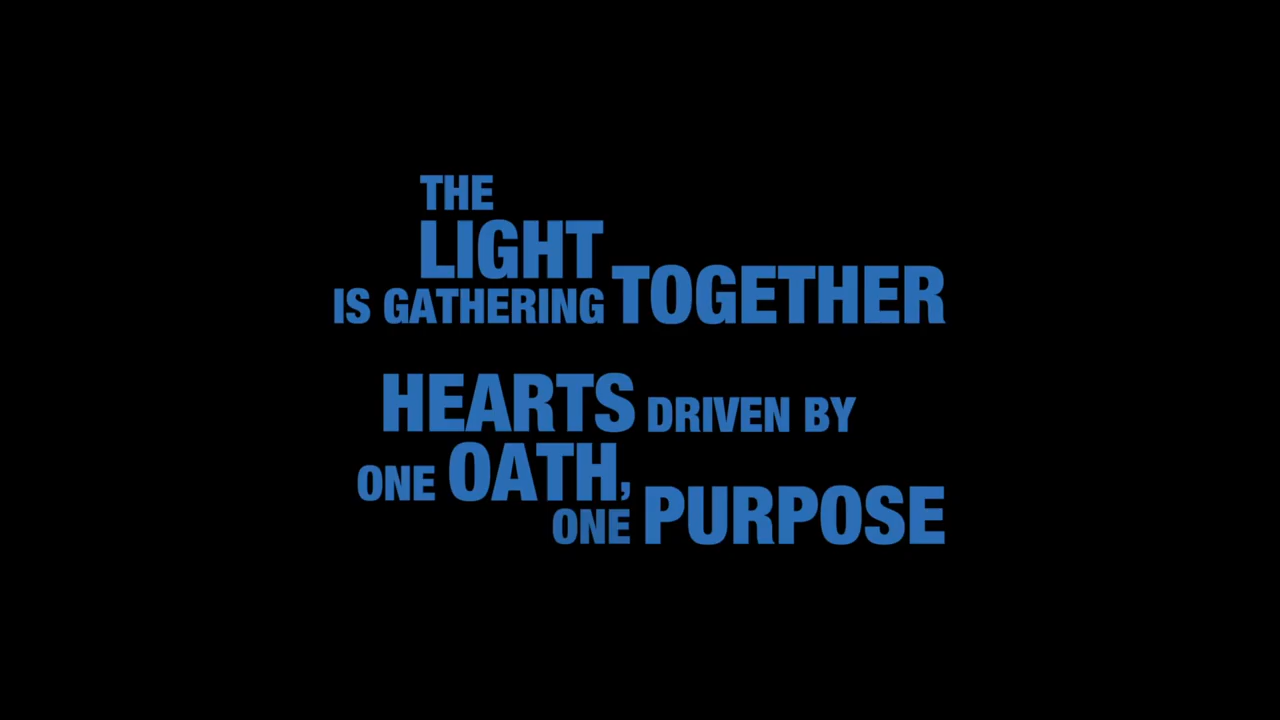 THE
LIGHT
IS GATHERING TOGETHER
HEARTS DRIVEN BY
ONE OATH,
ONE PURPOSE